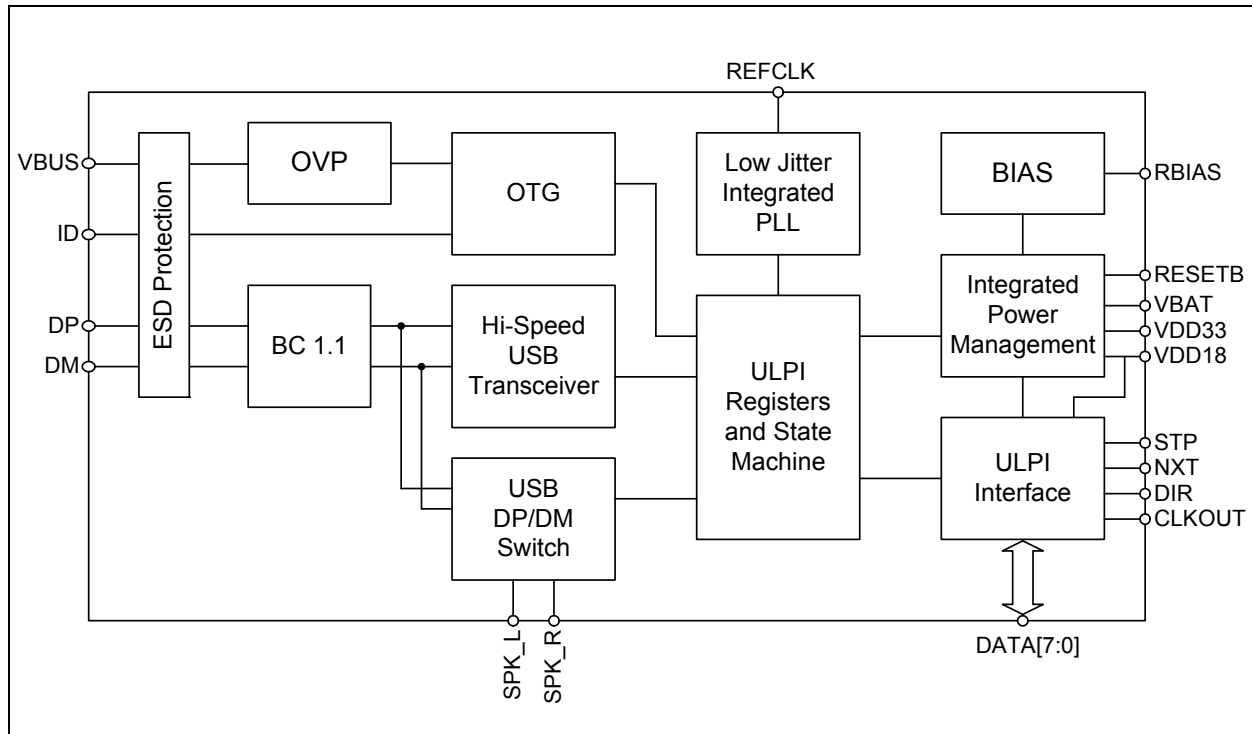 REFCLK
VBUS
ID
DP
DM
ESD Protection
OVP
OTG
BC 1.1
Hi-Speed
USB
Transceiver
USB
DP/DM
Switch
SPK_L
SPK_R
Low Jitter
Integrated
PLL
ULPI
Registers
and State
Machine
BIAS
Integrated
Power
Management
ULPI
Interface
RBIAS
RESETB
VBAT
VDD33
VDD18
STP
NXT
DIR
CLKOUT
DATA[7:0]